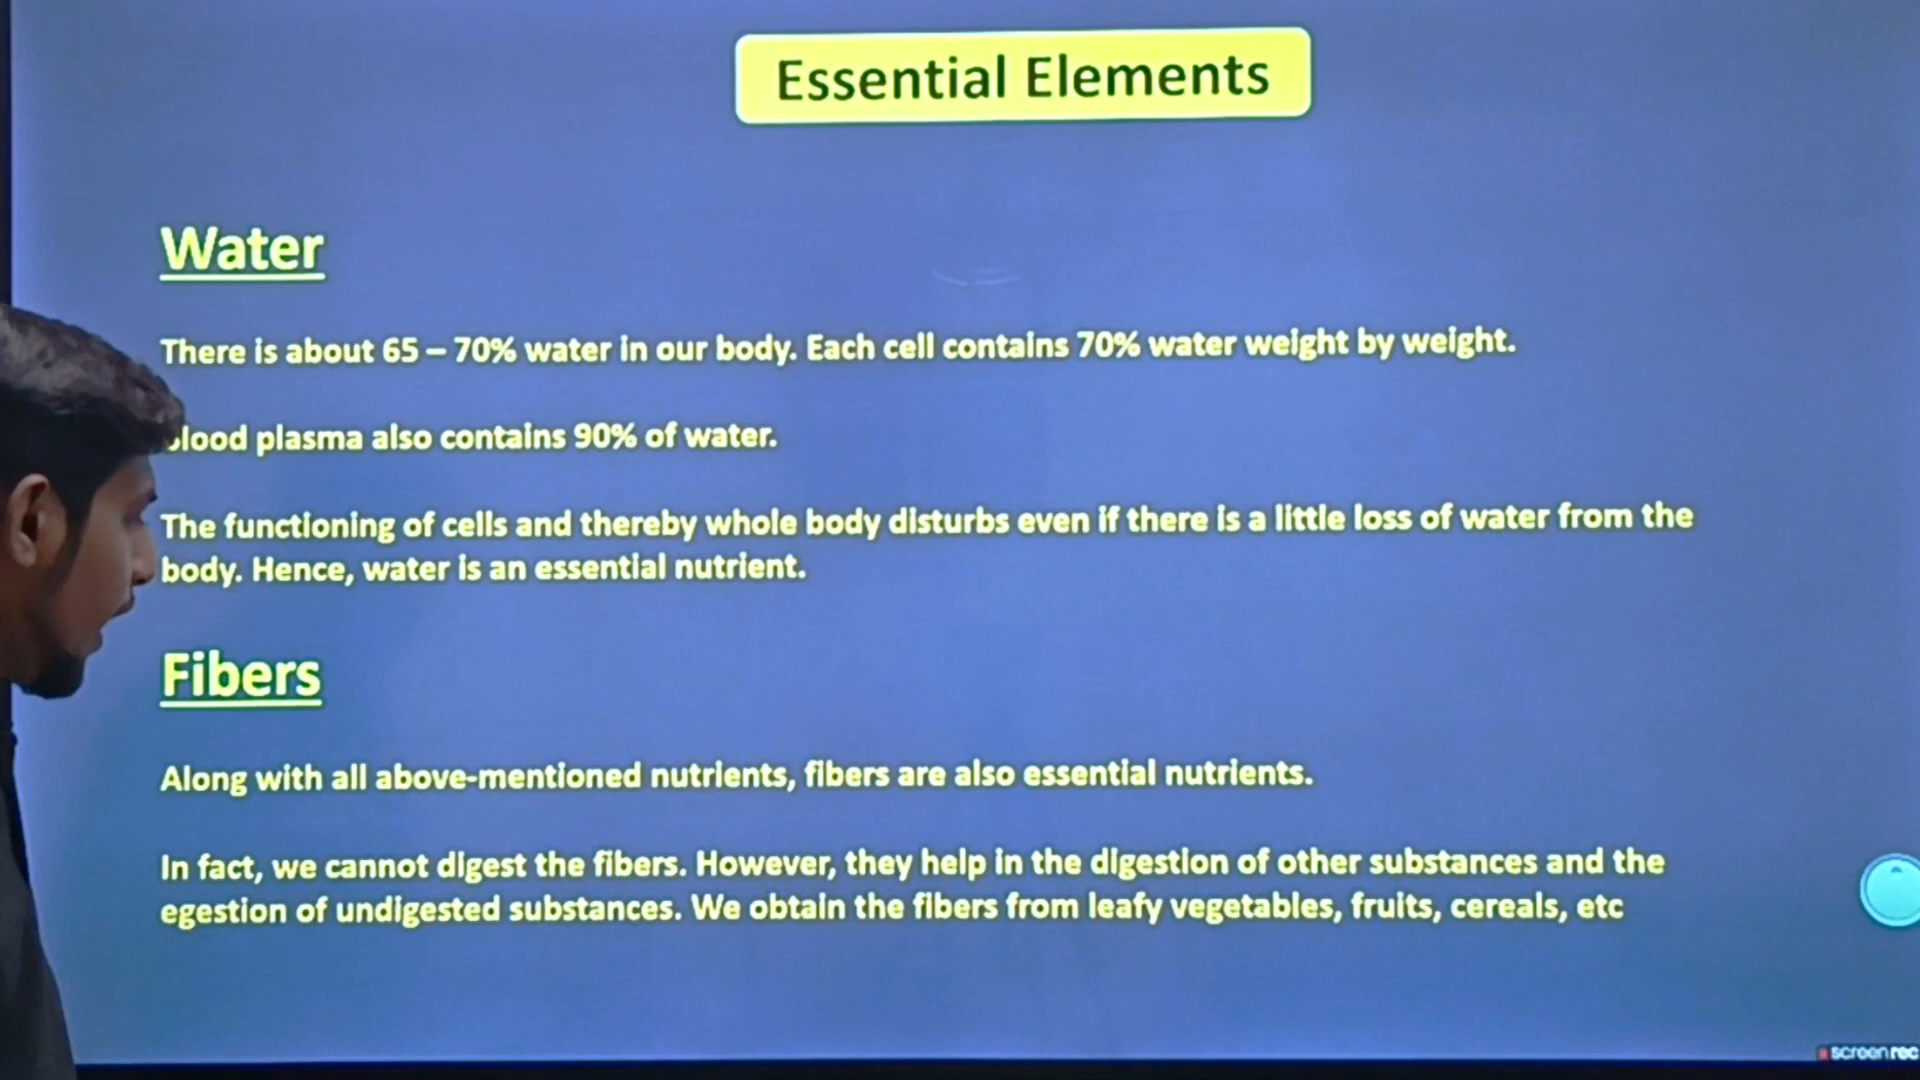 Essential Elements
Water
There is about 65 – 70% water in our body. Each cell contains 70% water weight by weight.
Blood plasma also contains 90% of water.
The functioning of cells and thereby whole body disturbs even if there is a little loss of water from the
body. Hence, water is an essential nutrient.
Fibers
Along with all above-mentioned nutrients, fibers are also essential nutrients.
In fact, we cannot digest the fibers. However, they help in the digestion of other substances and the
egestion of undigested substances. We obtain the fibers from leafy vegetables, fruits, cereals, etc
screenrec